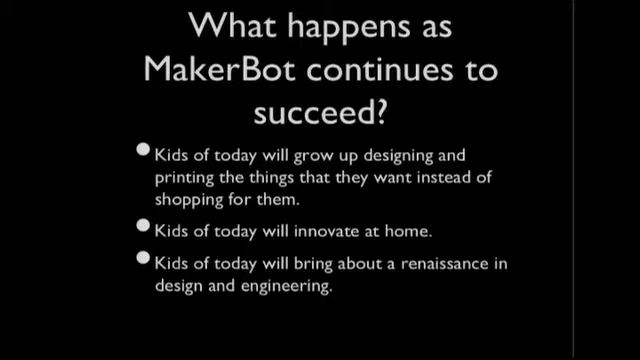 What happens as
MakerBot continues to
succeed?
Kids of today will grow up designing and
printing the things that they want instead of
shopping for them.
Kids of today will innovate at home.
Kids of today will bring about a renaissance in
design and engineering.